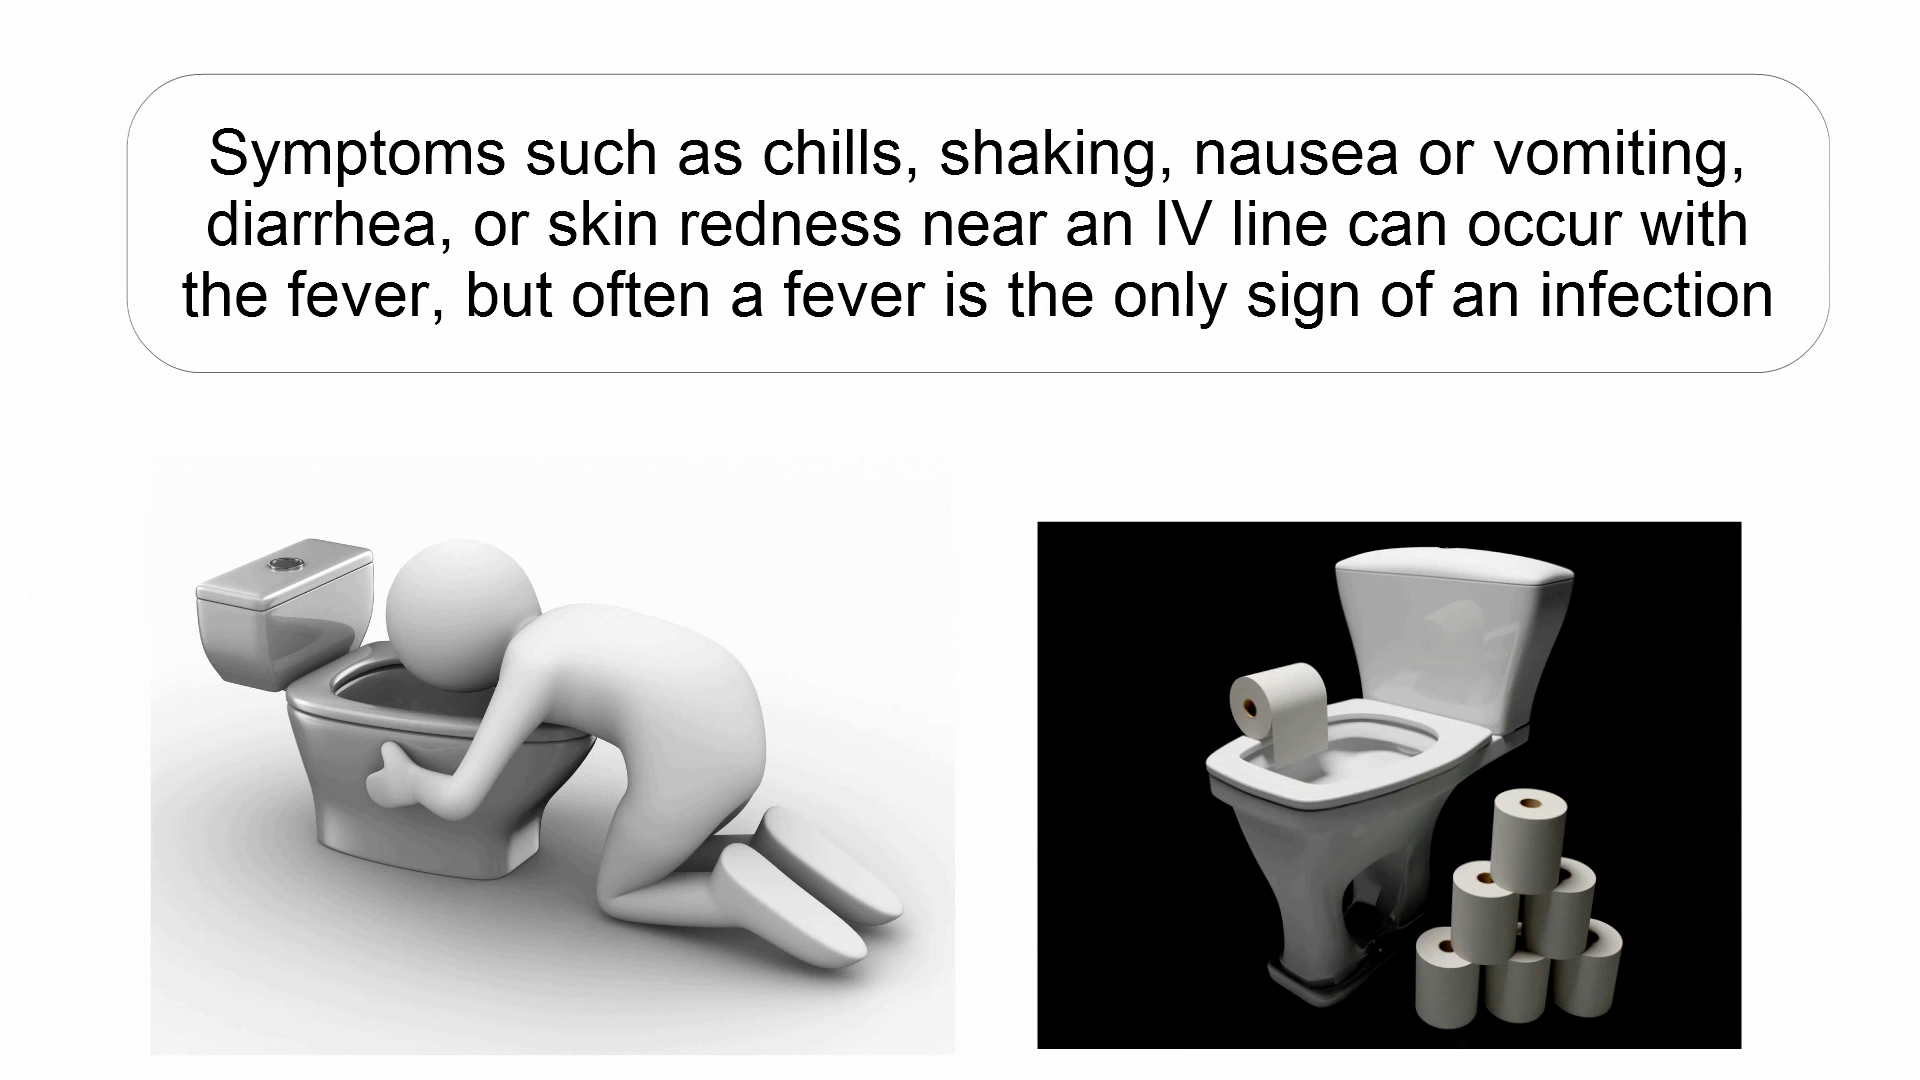 Symptoms such as chills, shaking, nausea or vomiting,
diarrhea, or skin redness near an IV line can occur with
the fever, but often a fever is the only sign of an infection